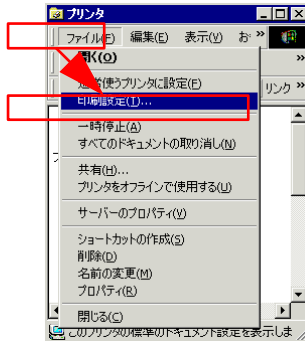 プリンタ
ファイル(F) 編集(E) 表示(V) お »
開く(O)
»
通常使うプリンタに設定(F)
リンク »
印刷設定(T)...
一時停止(A)
すべてのドキュメントの取り消し(N)
共有(H)...
プリンタをオフラインで使用する(U)
サーバーのプロパティ(V)
ショートカットの作成(S)
削除(D)
名前の変更(M)
プロパティ(R)
閉じる(C)
このプリンタの標準のドキュメント設定を表示しま